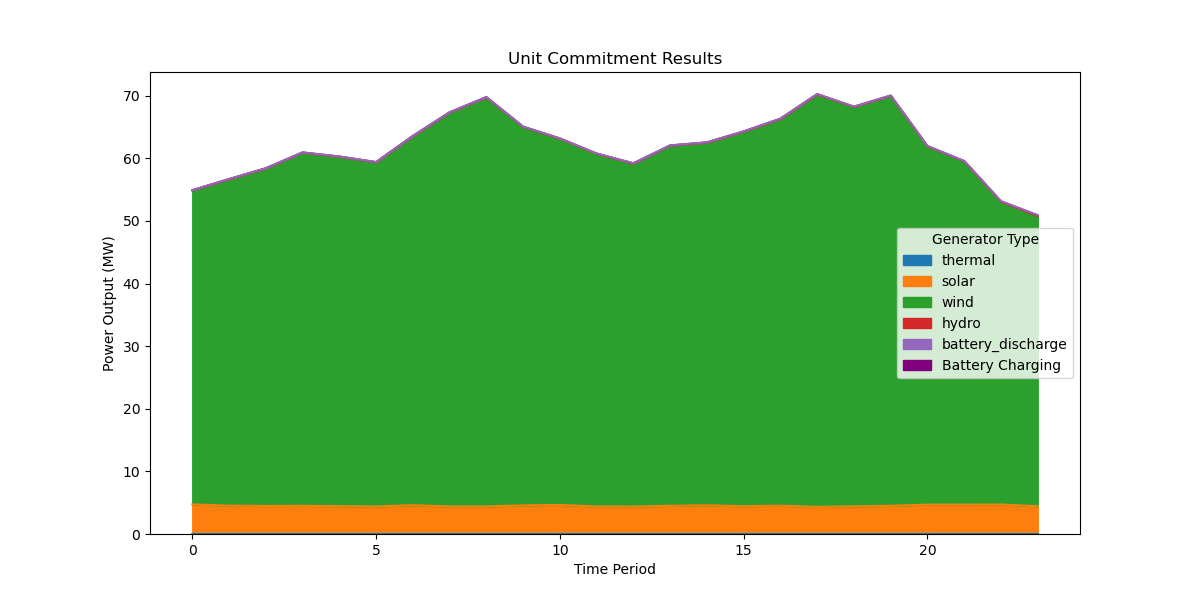 Unit Commitment Results
Power Output (MW)
70
60
50
40
30
20
10
0
Generator Type
thermal
solar
wind
hydro
battery_discharge
Battery Charging
0 5 10 15 20
Time Period